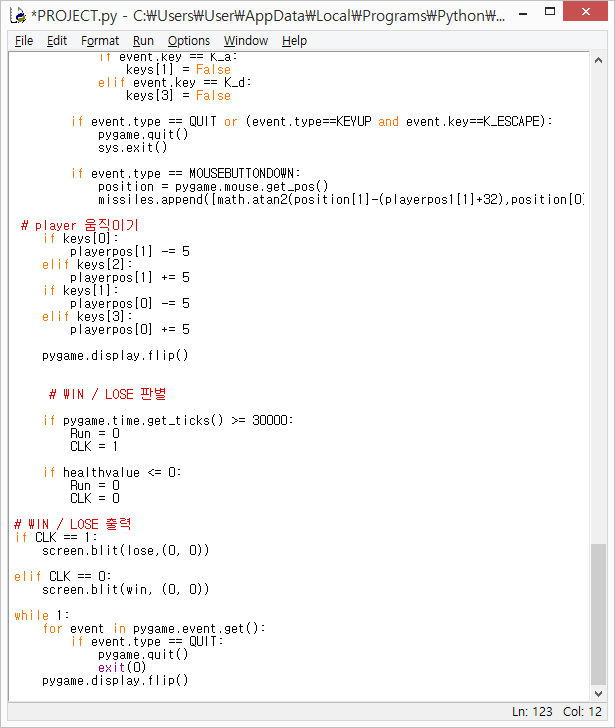 *PROJECT.py - C:₩Users₩User₩AppData₩Local₩Programs₩Python₩...
File Edit Format Run Options Window Help
if event.key == K_a:
keys[1] = False
elif event.key == K_d:
keys[3] = False
if event.type == QUIT or (event.type==KEYUP and event.key==K_ESCAPE):
pygame.quit()
sys.exit()
if event.type == MOUSEBUTTONDOWN:
position = pygame.mouse.get_pos()
missiles.append([math.atan2(position[1]-(playerpos1[1]+32),position[0]
# player 움직이기
if keys[0]:
playerpos[1] -= 5
elif keys[2]:
playerpos[1] += 5
if keys[1]:
playerpos[0] -= 5
elif keys[3]:
playerpos[0] += 5
pygame.display.flip()
# WIN / LOSE 판별
if pygame.time.get_ticks() >= 30000:
Run = 0
CLK = 1
if healthvalue <= 0:
Run = 0
CLK = 0
# WIN / LOSE 출력
if CLK == 1:
screen.blit(lose,(0, 0))
elif CLK == 0:
screen.blit(win, (0, 0))
while 1:
for event in pygame.event.get():
if event.type == QUIT:
pygame.quit()
exit(0)
pygame.display.flip()
Ln: 123 Col: 12